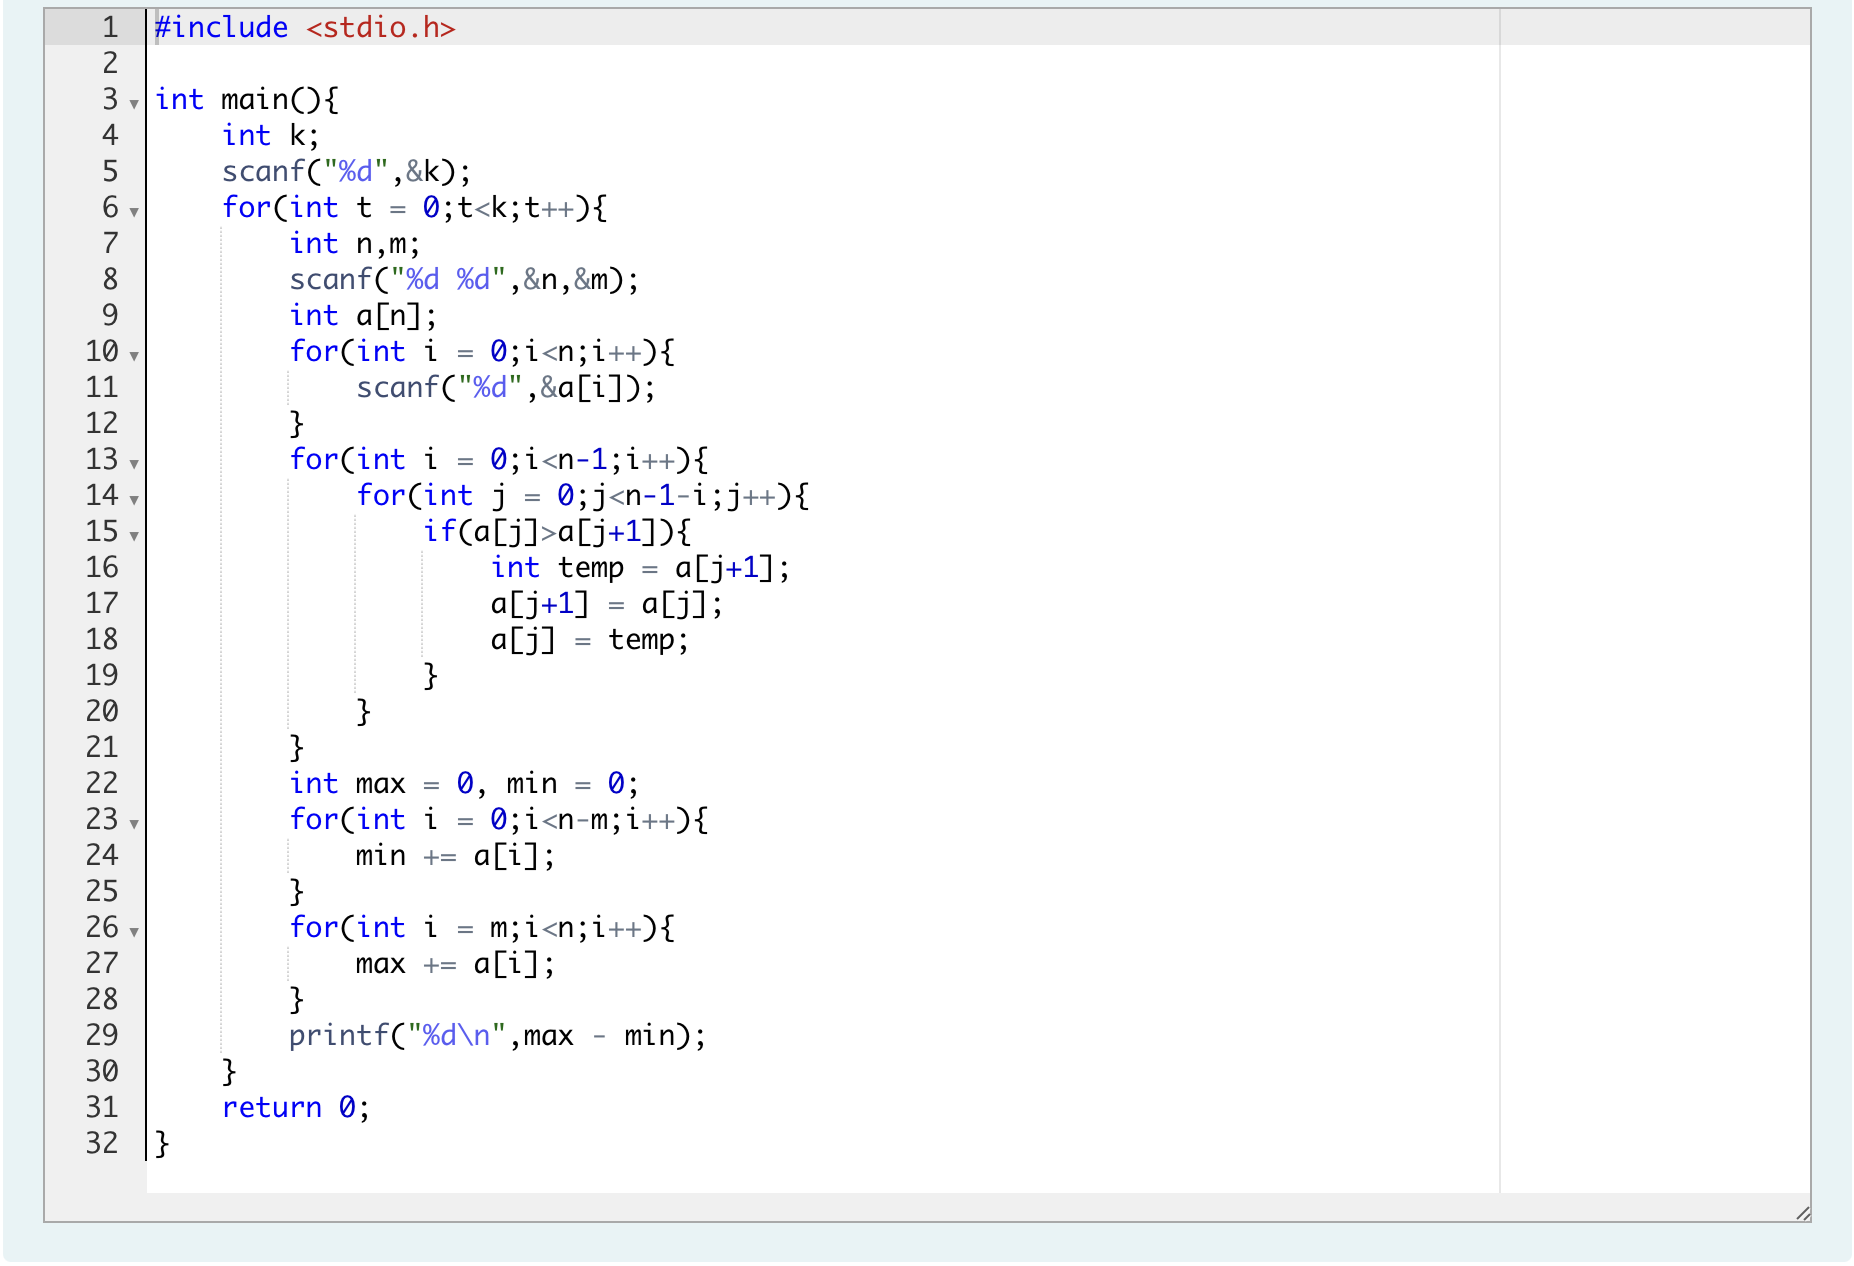 1 #include <stdio.h>
2
3 int main(){
4     int k;
5     scanf("%d",&k);
6     for(int t = 0;t<k;t++){
7         int n,m;
8         scanf("%d %d",&n,&m);
9         int a[n];
10         for(int i = 0;i<n;i++){
11             scanf("%d",&a[i]);
12         }
13         for(int i = 0;i<n-1;i++){
14             for(int j = 0;j<n-1-i;j++){
15                 if(a[j]>a[j+1]){
16                     int temp = a[j+1];
17                     a[j+1] = a[j];
18                     a[j] = temp;
19                 }
20             }
21         }
22         int max = 0, min = 0;
23         for(int i = 0;i<n-m;i++){
24             min += a[i];
25         }
26         for(int i = m;i<n;i++){
27             max += a[i];
28         }
29         printf("%d\n",max - min);
30     }
31     return 0;
32 }